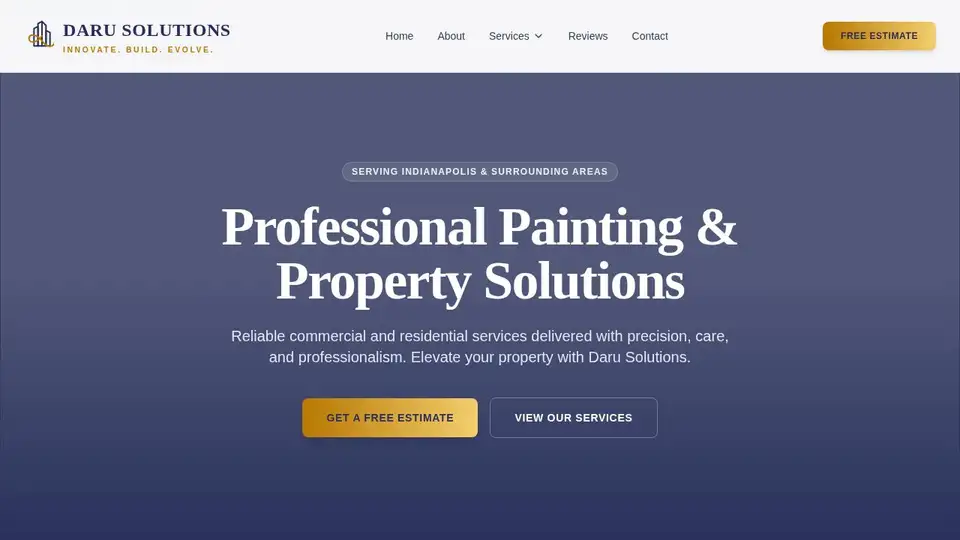 DARU SOLUTIONS
INNOVATE. BUILD. EVOLVE.
Home
About
Services
Reviews
Contact
FREE ESTIMATE
SERVING INDIANAPOLIS & SURROUNDING AREAS
Professional Painting &
Property Solutions
Reliable commercial and residential services delivered with precision, care,
and professionalism. Elevate your property with Daru Solutions.
GET A FREE ESTIMATE
VIEW OUR SERVICES